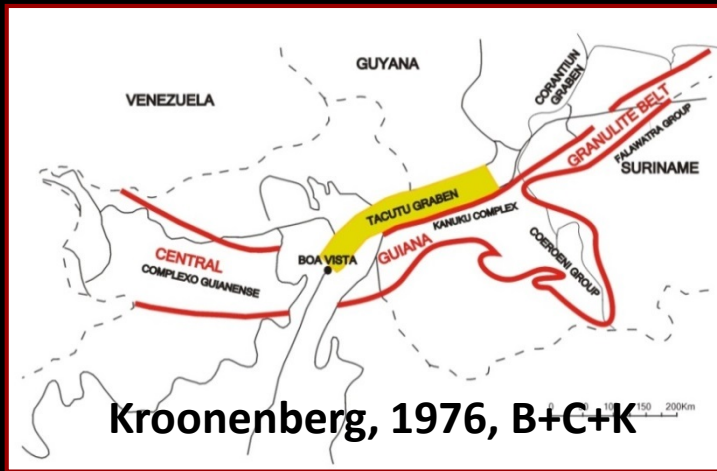 GUYANA
VENEZUELA
CORANTIJN
GRABEN
GRANULITE BELT
FALAWATRA GROUP
SURINAME
TACUTU GRABEN
KANUKU COMPLEX
GUIANA
CENTRAL
COMPLEXO GUIANENSE
BOA VISTA
COEROENI GROUP
0 50 100 150 200Km
Kroonenberg, 1976, B+C+K